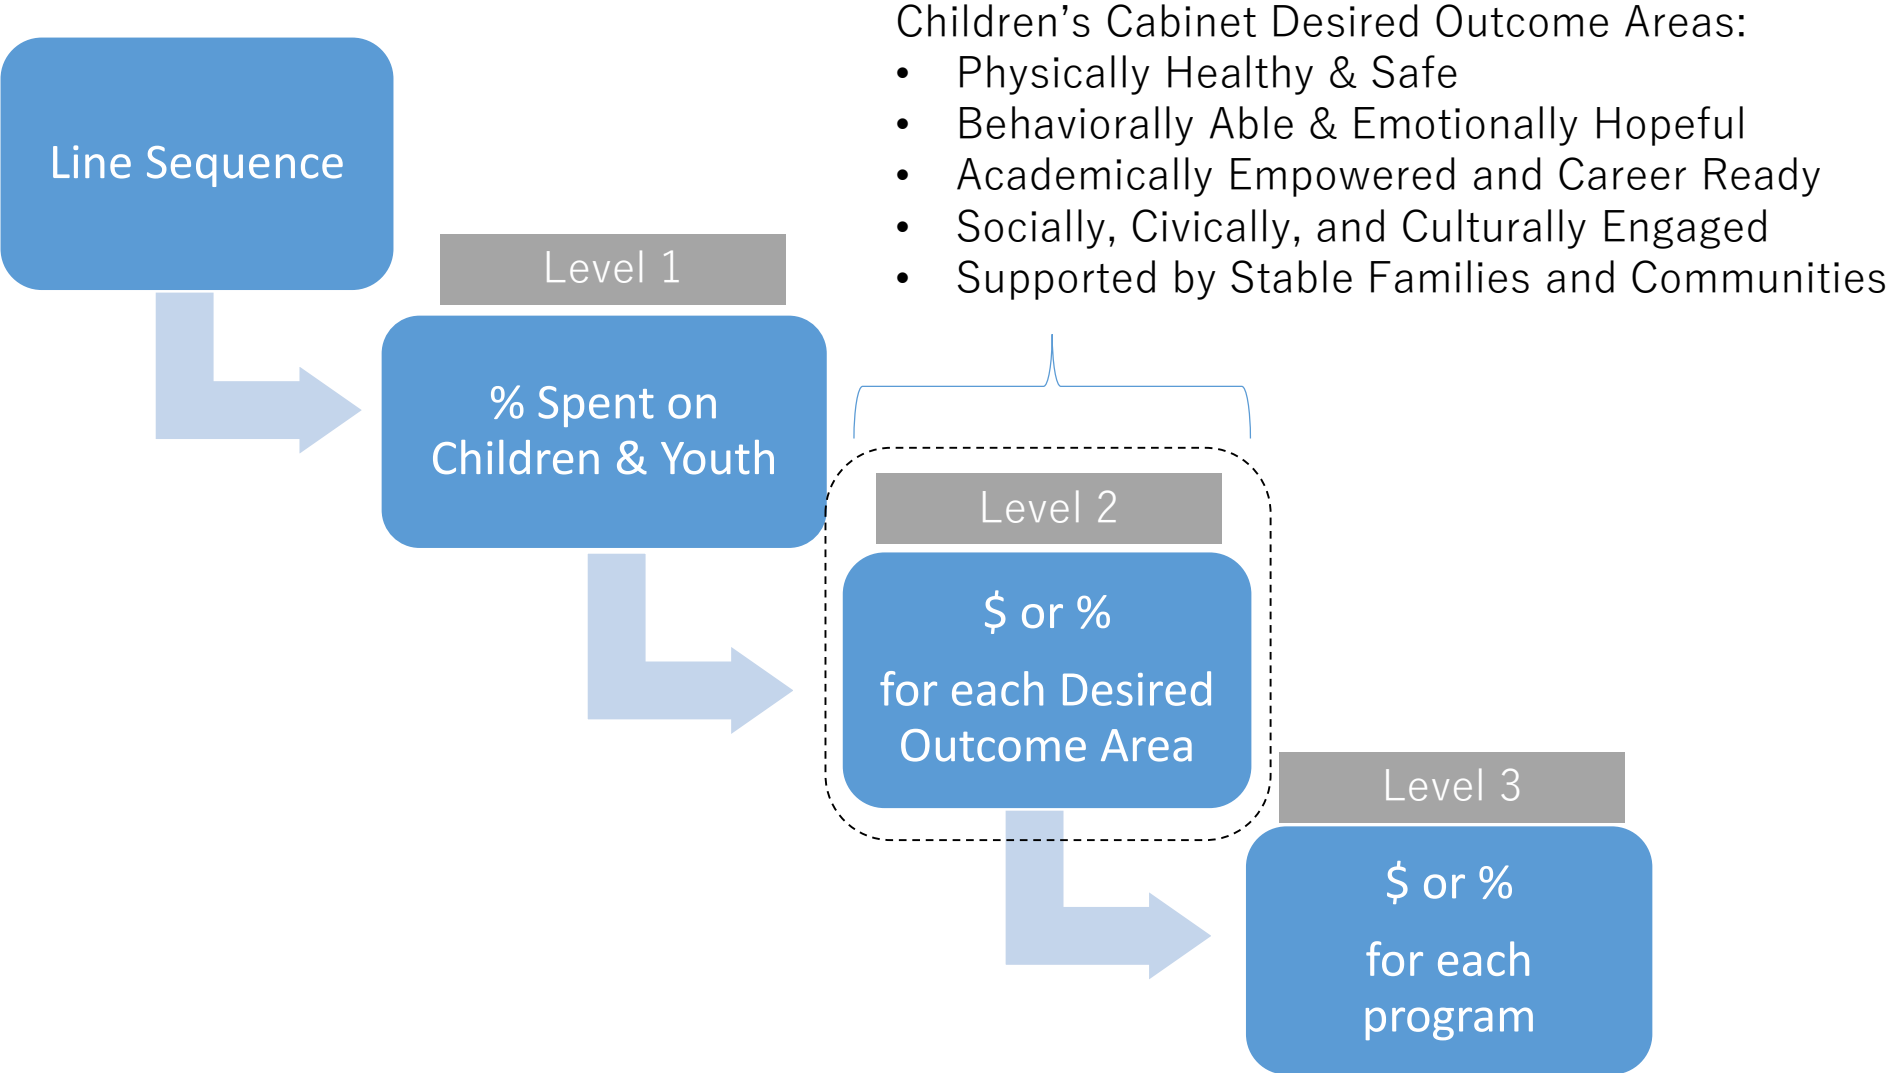 Children’s Cabinet Desired Outcome Areas:
• Physically Healthy & Safe
• Behaviorally Able & Emotionally Hopeful
• Academically Empowered and Career Ready
• Socially, Civically, and Culturally Engaged
• Supported by Stable Families and Communities
Line Sequence
Level 1
% Spent on
Children & Youth
Level 2
$ or %
for each Desired
Outcome Area
Level 3
$ or %
for each
program